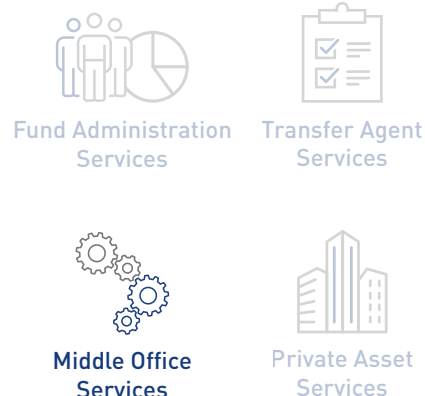 Fund Administration
Services
Transfer Agent
Services
Middle Office
Services
Private Asset
Services